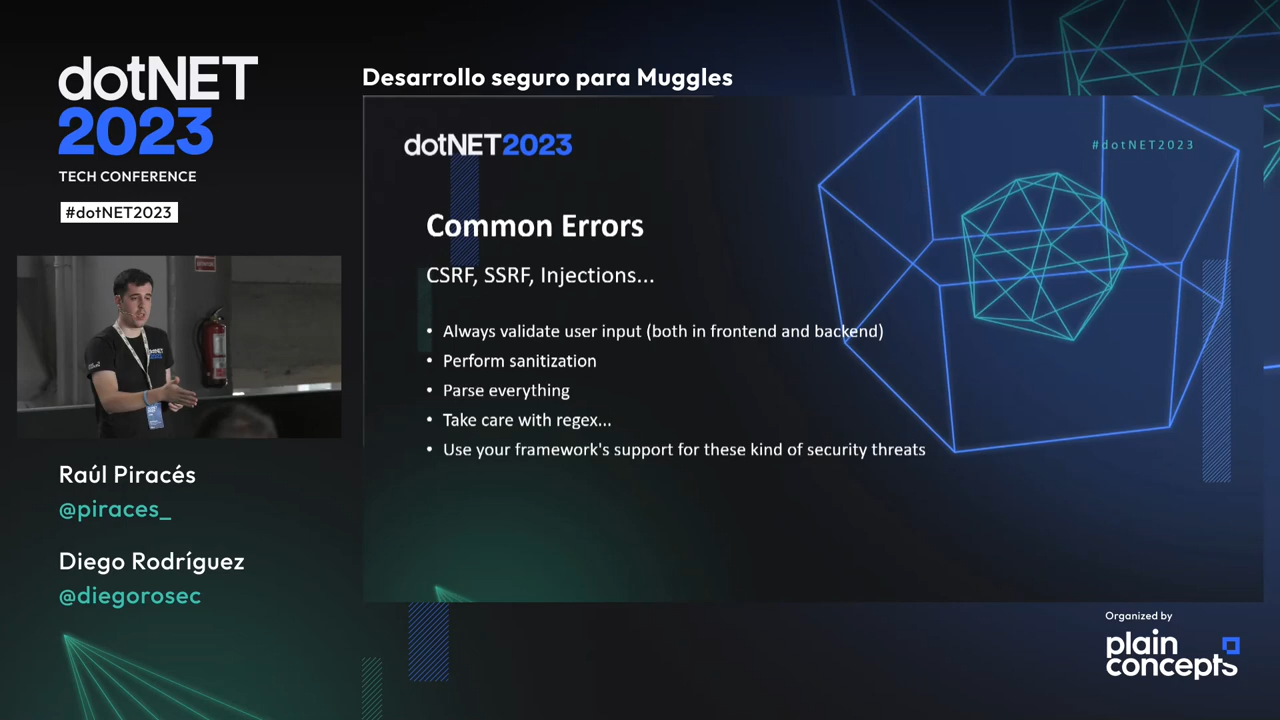 dotNET
2023
TECH CONFERENCE
#dotNET2023
Raúl Piracés
@piraces_
Diego Rodríguez
@diegorosec
Desarrollo seguro para Muggles
dotNET2023
#dotNET2023
Common Errors
CSRF, SSRF, Injections...
• Always validate user input (both in frontend and backend)
• Perform sanitization
• Parse everything
• Take care with regex...
• Use your framework's support for these kind of security threats
Organized by
plain
concepts